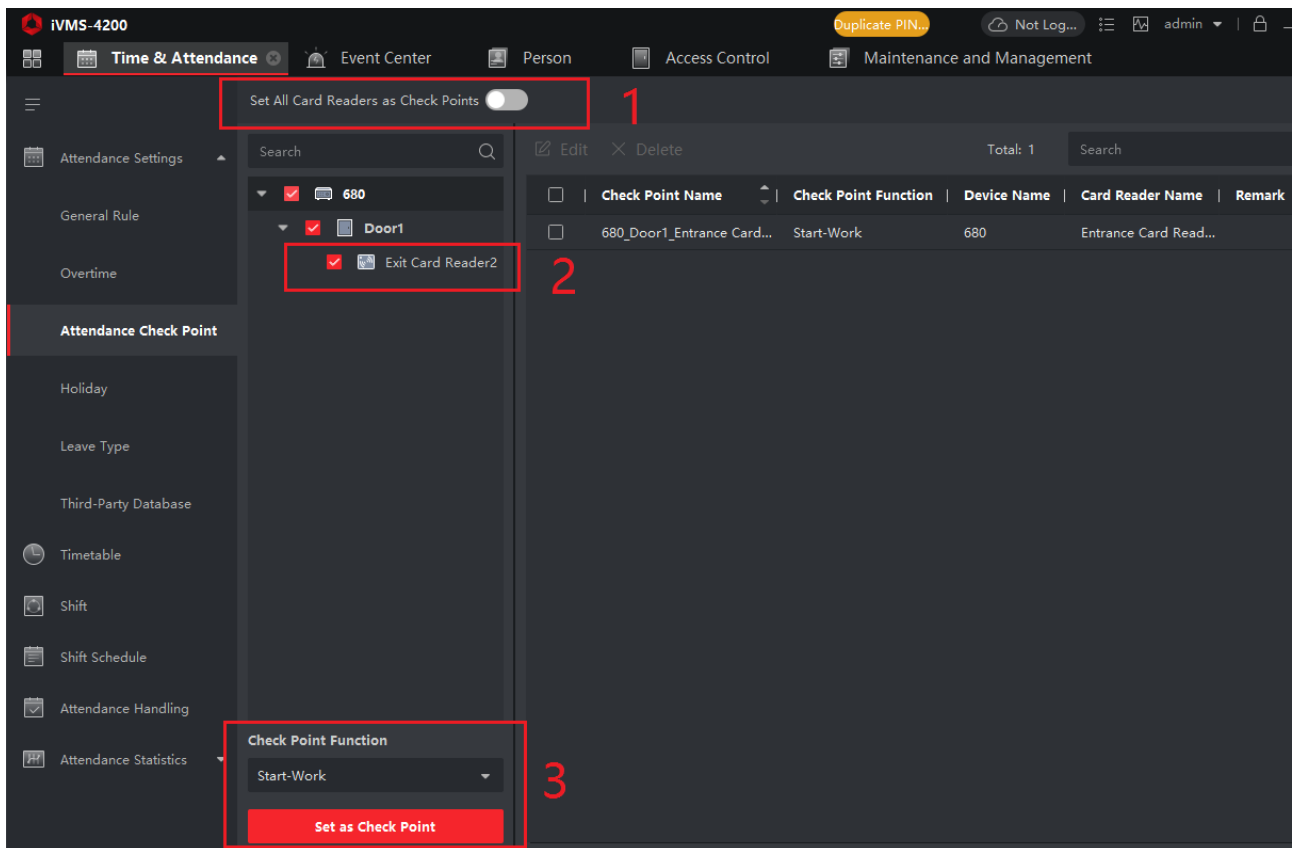 iVMS-4200
Duplicate PIN...
Not Log...
admin
Time & Attendance
Event Center
Person
Access Control
Maintenance and Management
Set All Card Readers as Check Points
1
Attendance Settings
General Rule
Overtime
Attendance Check Point
Holiday
Leave Type
Third-Party Database
Timetable
Shift
Shift Schedule
Attendance Handling
Attendance Statistics
Search
680
Door1
Exit Card Reader2
2
Check Point Function
Start-Work
Set as Check Point
3
Edit
Delete
Total: 1
Search
Check Point Name | Check Point Function | Device Name | Card Reader Name | Remark
680_Door1_Entrance Card... Start-Work 680 Entrance Card Read...